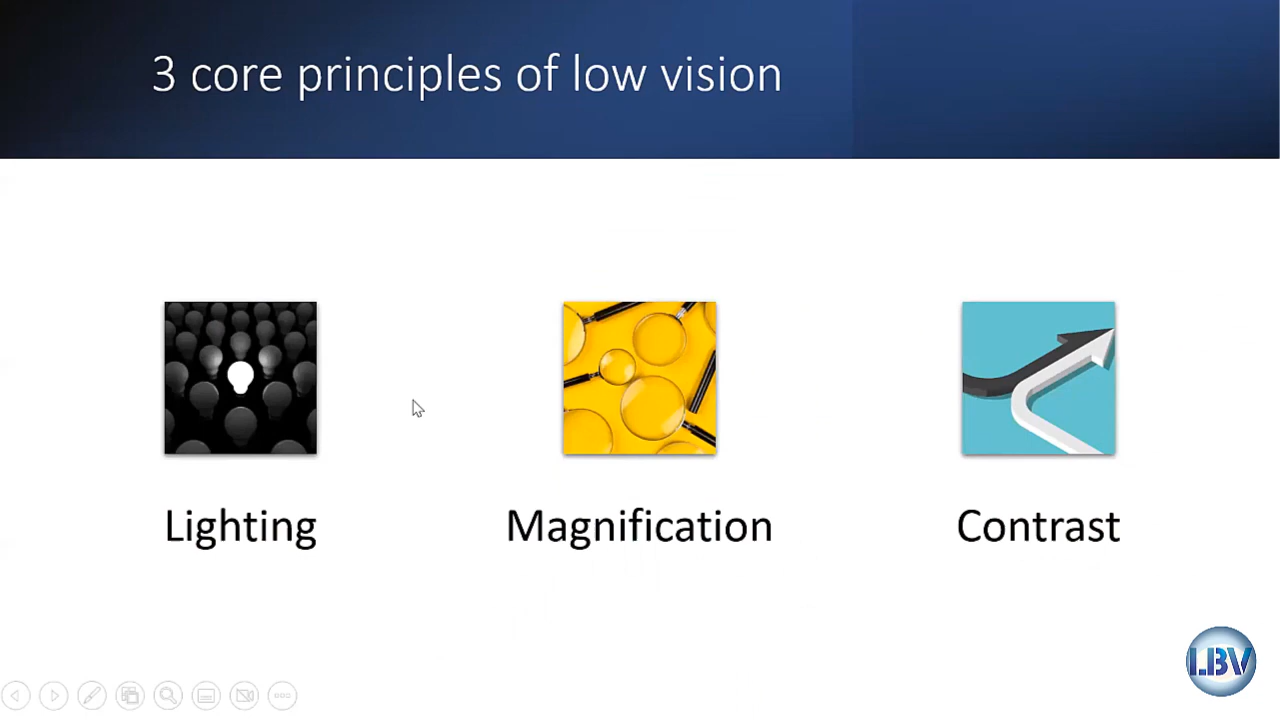 3 core principles of low vision
Lighting
Magnification
Contrast
LBV